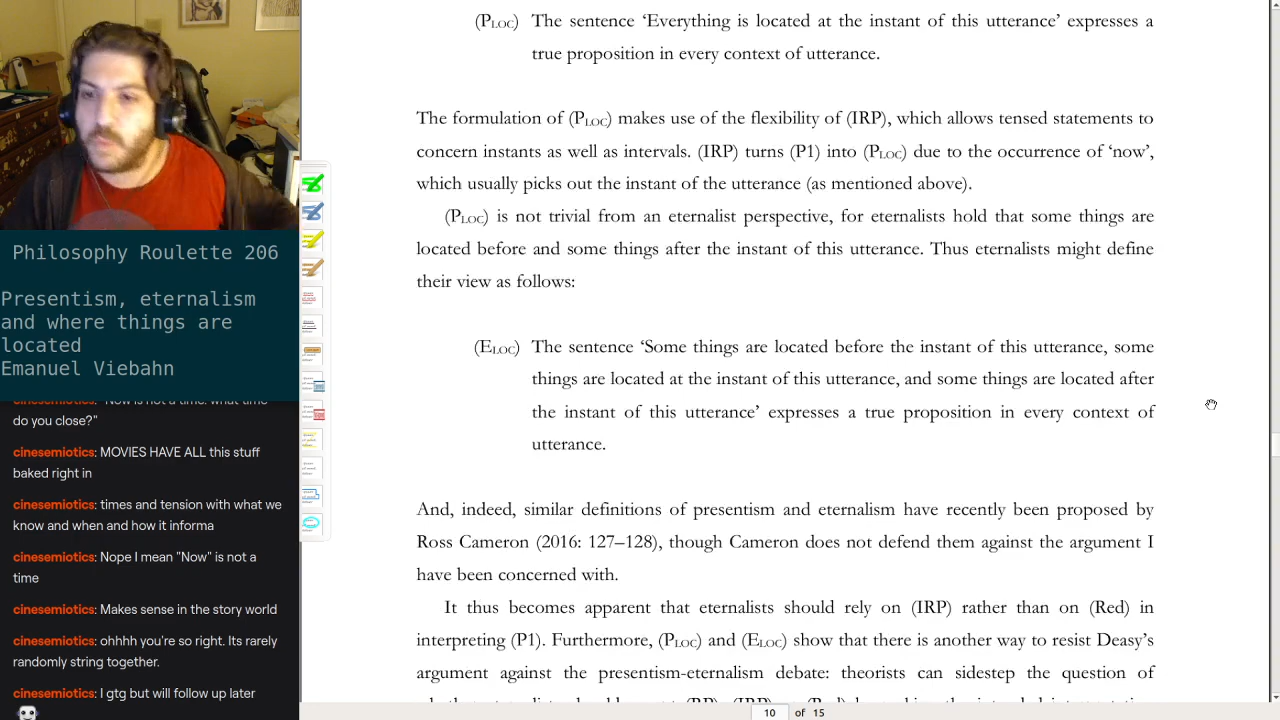 Philosophy Roulette 206
Presentism, eternalism
and where things are
located
Emanuel Viebahn
cinesemiotics: "Now is not a time. what time
do you close?"
cinesemiotics: MOVIES HAVE ALL this stuff
baked right in
cinesemiotics: times and tension with what we
know and when and how it informa
cinesemiotics: Nope I mean "Now" is not a
time
cinesemiotics: Makes sense in the story world
cinesemiotics: ohhhh you're so right. Its rarely
randomly string together.
cinesemiotics: I gtg but will follow up later
(PLOC) The sentence ‘Everything is located at the instant of this utterance’ expresses a
true proposition in every context of utterance.
The formulation of (PLOC) makes use of the flexibility of (IRP), which allows tensed statements to
concern instants as well as intervals. (IRP) turns (P1) into (PLOC) due to the occurrence of ‘now’,
which usually picks out the instant of the utterance (as mentioned above).
(PLOC) is not trivial from an eternalist perspective, for eternalists hold that some things are
located before and some things after the instant of this utterance. Thus eternalists might define
their view as follows:
(ELOC) The sentence ‘Some things are located before the instant of this utterance, some
things are located at the instant of this utterance, and some things are located after
the instant of this utterance’ expresses a true proposition in every context of
utterance.
And, indeed, similar definitions of presentism and eternalism have recently been proposed by
Ross Cameron (2016: 127–128), though Cameron does not defend them against the argument I
have been concerned with.
It thus becomes apparent that eternalists should rely on (IRP) rather than on (Red) in
interpreting (P1). Furthermore, (PLOC) and (ELOC) show that there is another way to resist Deasy’s
argument against the presentism-eternalism debate: theorists can sidestep the question of
10 of 15